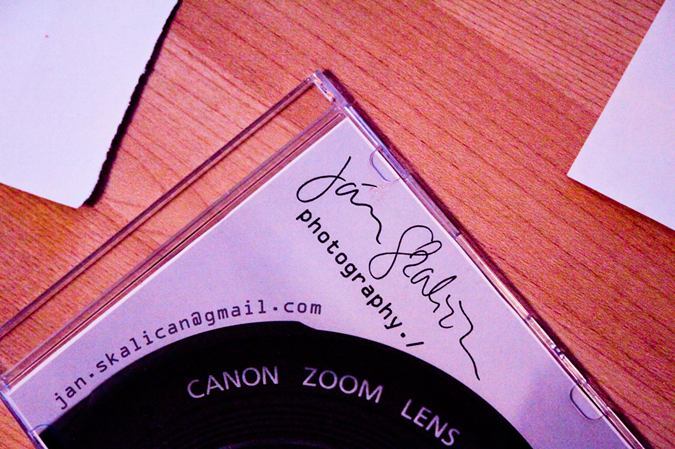 Ján Skalican
photography./
jan.skalican@gmail.com
CANON ZOOM LENS